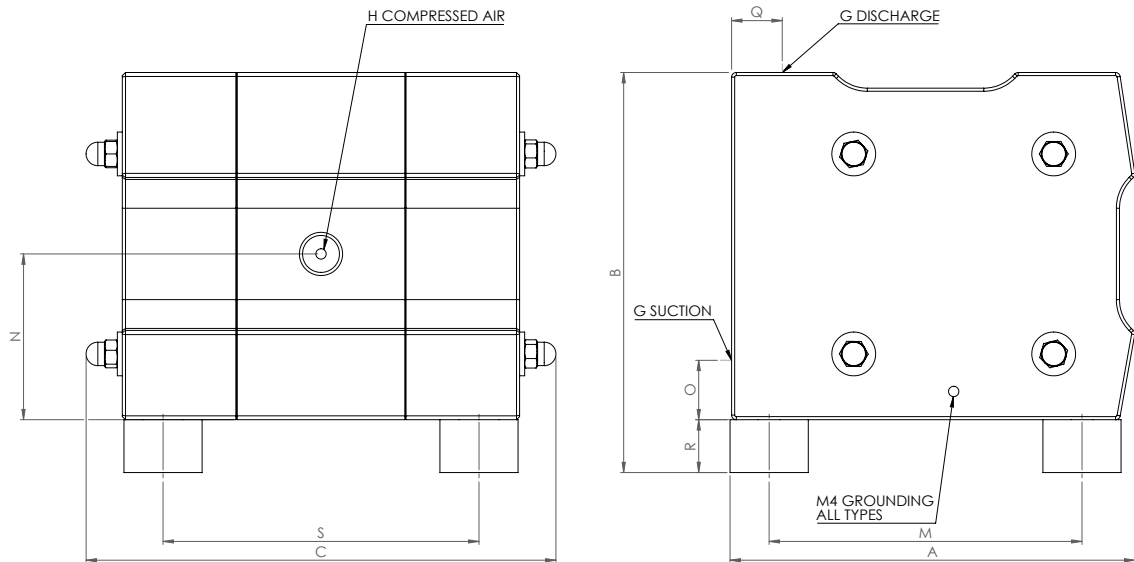 H COMPRESSED AIR
Q
G DISCHARGE
B
N
G SUCTION
O
R
M4 GROUNDING
ALL TYPES
S
M
C
A